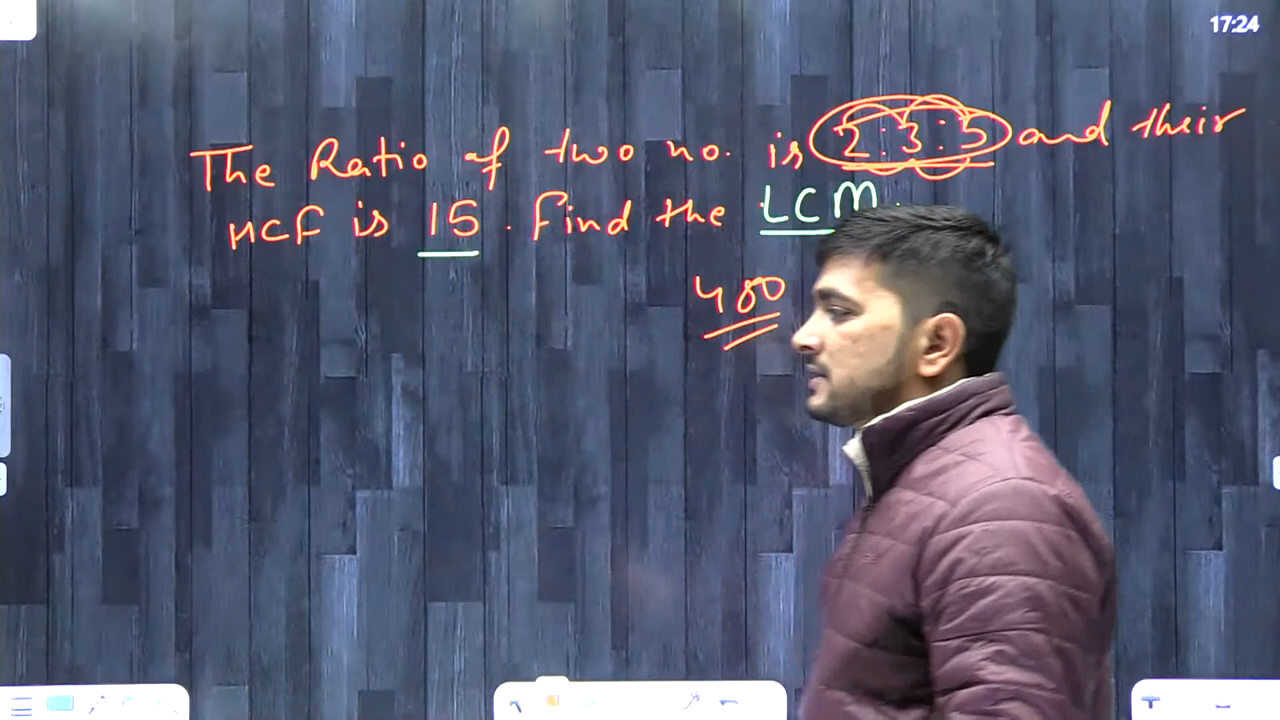 17:24
The Ratio of two no. is 2:3:5 and their
HCF is 15. Find the LCM.
450